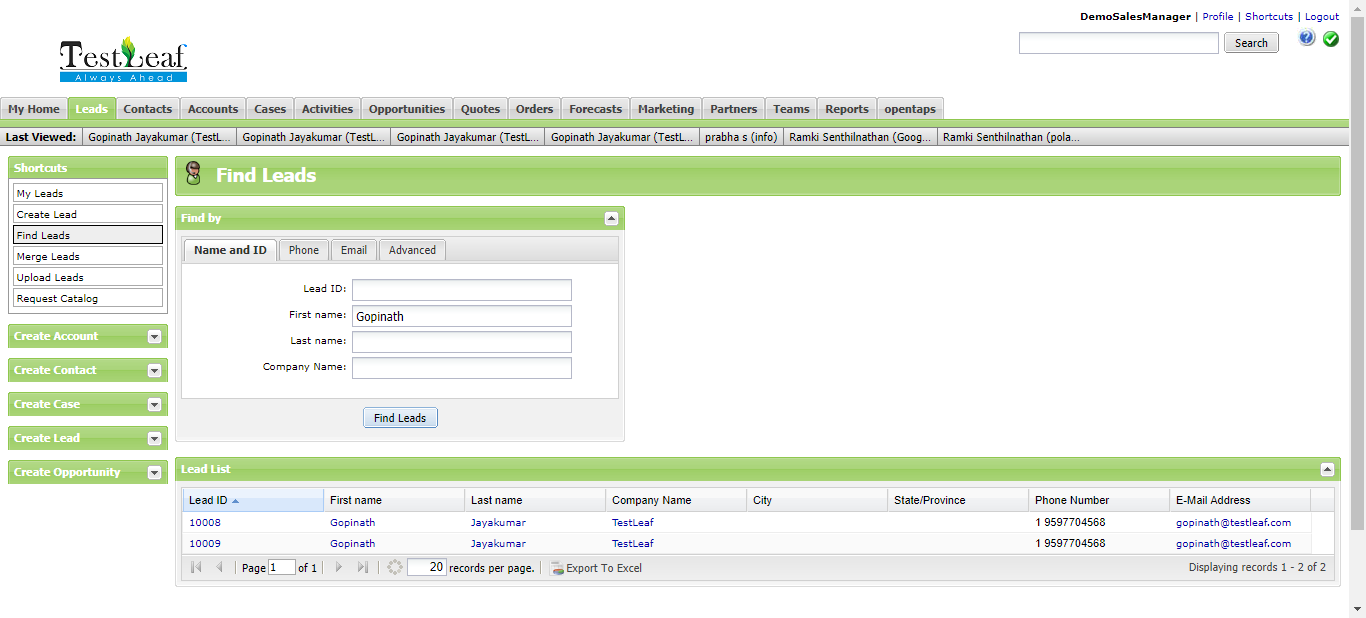 DemoSalesManager | Profile | Shortcuts | Logout
Search
TestLeaf
Always Ahead
My Home Leads Contacts Accounts Cases Activities Opportunities Quotes Orders Forecasts Marketing Partners Teams Reports opentaps
Last Viewed: Gopinath Jayakumar (TestL... Gopinath Jayakumar (TestL... Gopinath Jayakumar (TestL... Gopinath Jayakumar (TestL... prabha s (info) Ramki Senthilnathan (Goog... Ramki Senthilnathan (pola...
Shortcuts
My Leads
Create Lead
Find Leads
Merge Leads
Upload Leads
Request Catalog
Create Account
Create Contact
Create Case
Create Lead
Create Opportunity
Find Leads
Find by
Name and ID Phone Email Advanced
Lead ID:
First name: Gopinath
Last name:
Company Name:
Find Leads
Lead List
Lead ID First name Last name Company Name City State/Province Phone Number E-Mail Address
10008 Gopinath Jayakumar TestLeaf 1 9597704568 gopinath@testleaf.com
10009 Gopinath Jayakumar TestLeaf 1 9597704568 gopinath@testleaf.com
Page 1 of 1 20 records per page. Export To Excel Displaying records 1 - 2 of 2